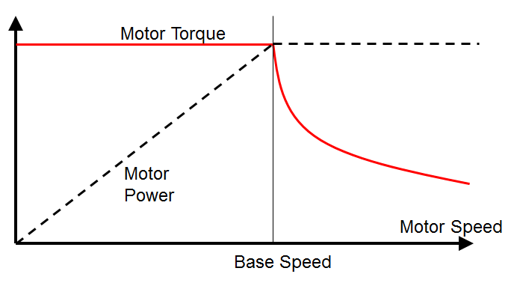 Motor Torque
Motor
Power
Motor Speed
Base Speed